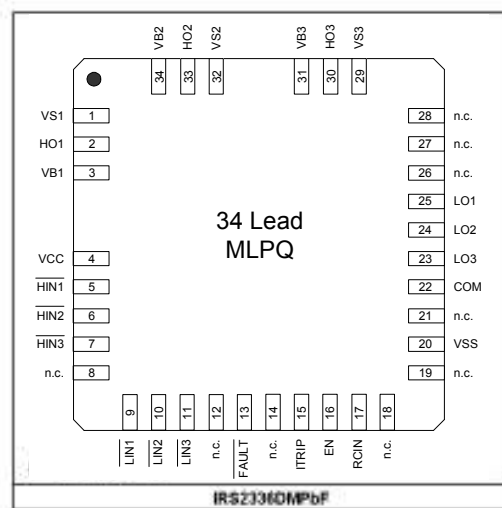 VB2 HO2 VS2 VB3 HO3 VS3
34 33 32 31 30 29
VS1 1 28 n.c.
HO1 2 27 n.c.
VB1 3 26 n.c.
25 LO1
34 Lead
MLPQ
24 LO2
VCC 4 23 LO3
HIN1 5 22 COM
HIN2 6 21 n.c.
HIN3 7 20 VSS
n.c. 8 19 n.c.
9 10 11 12 13 14 15 16 17 18
LIN1 LIN2 LIN3 n.c. FAULT n.c. ITRIP EN RCIN n.c.
IRS2336DMPbF